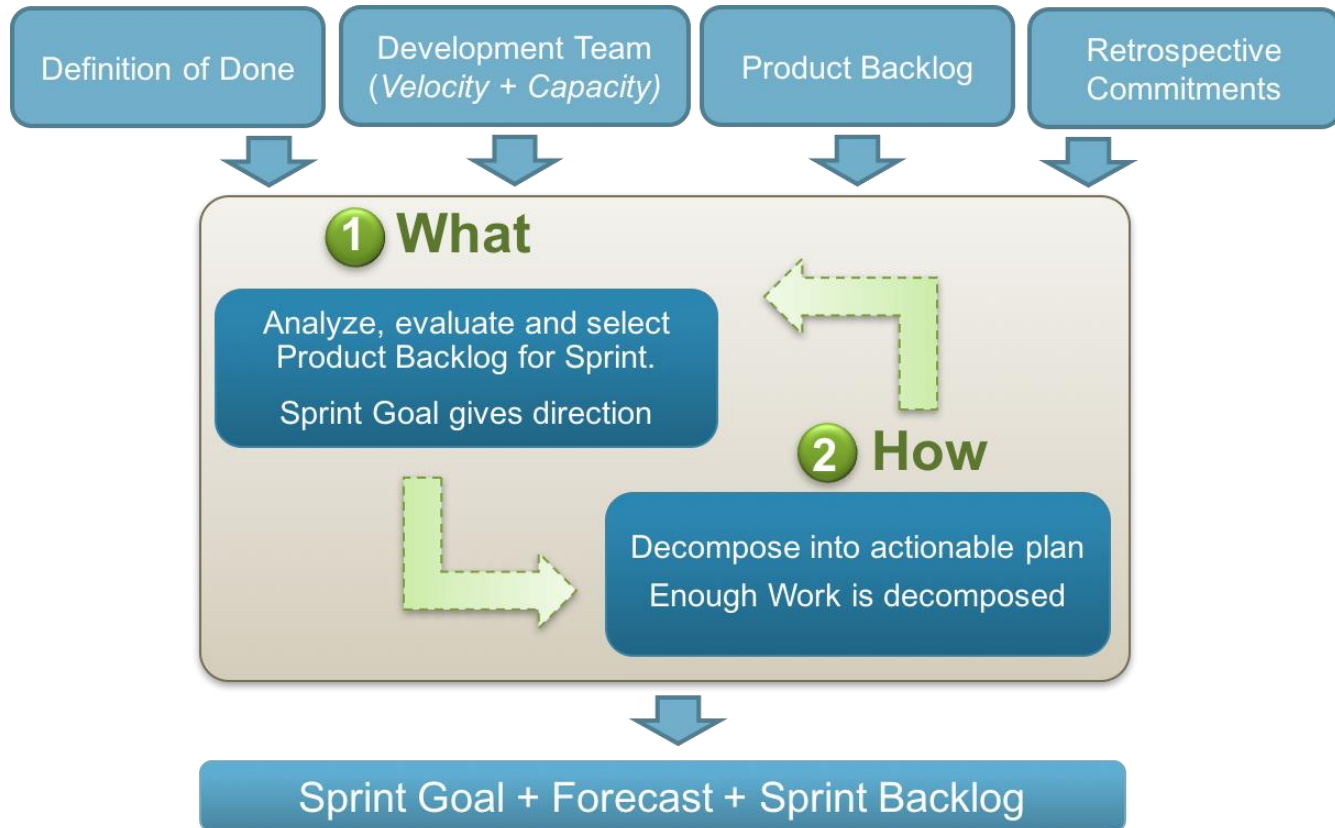 Definition of Done
Development Team
(Velocity + Capacity)
Product Backlog
Retrospective
Commitments
1 What
Analyze, evaluate and select
Product Backlog for Sprint.
Sprint Goal gives direction
2 How
Decompose into actionable plan
Enough Work is decomposed
Sprint Goal + Forecast + Sprint Backlog